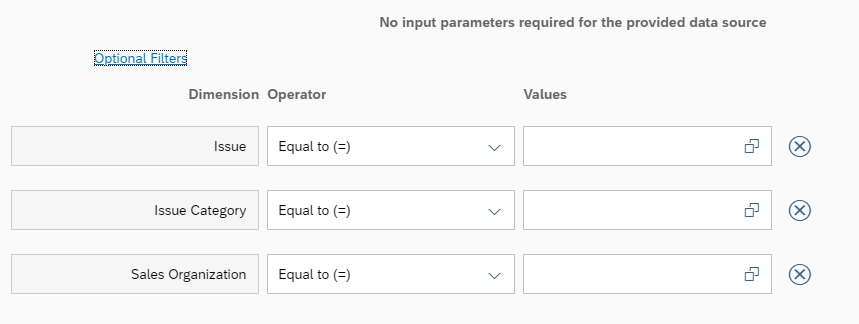 No input parameters required for the provided data source
Optional Filters
Dimension Operator Values
Issue Equal to (=)
Issue Category Equal to (=)
Sales Organization Equal to (=)